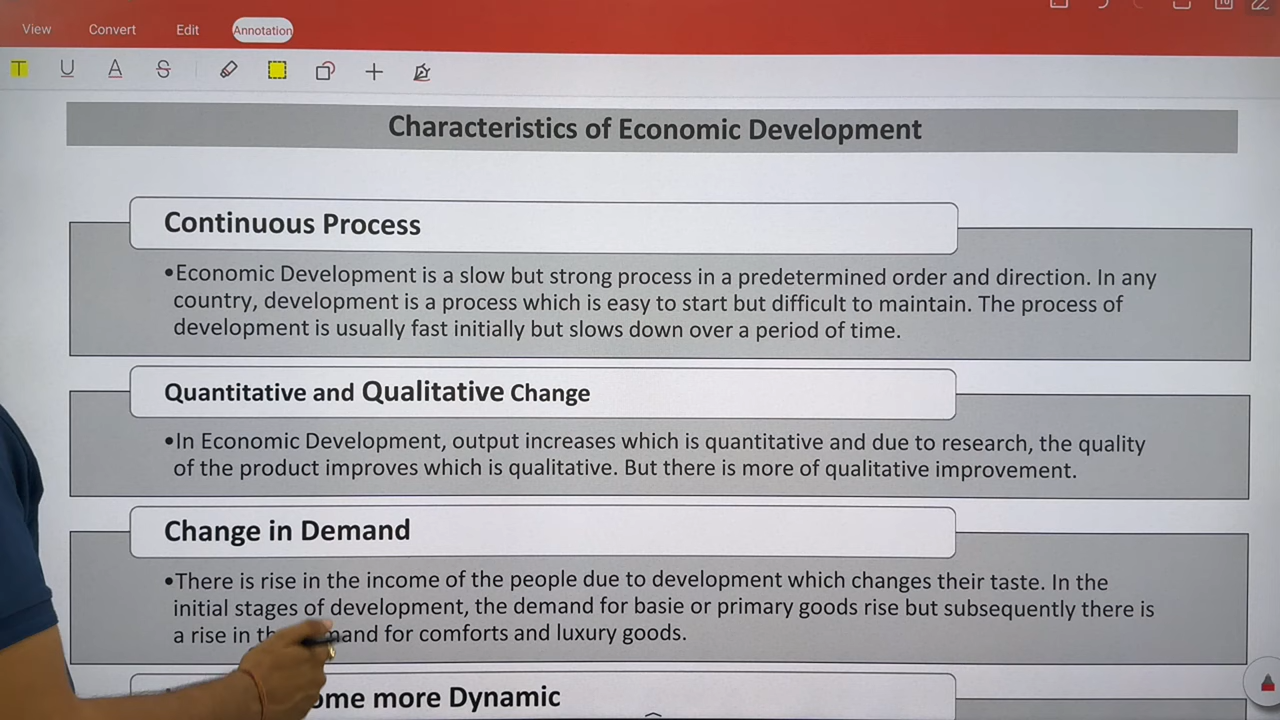 View Convert Edit Annotation
T U A S
Characteristics of Economic Development
Continuous Process
•Economic Development is a slow but strong process in a predetermined order and direction. In any
country, development is a process which is easy to start but difficult to maintain. The process of
development is usually fast initially but slows down over a period of time.
Quantitative and Qualitative Change
•In Economic Development, output increases which is quantitative and due to research, the quality
of the product improves which is qualitative. But there is more of qualitative improvement.
Change in Demand
•There is rise in the income of the people due to development which changes their taste. In the
initial stages of development, the demand for basie or primary goods rise but subsequently there is
a rise in mand for comforts and luxury goods.
ome more Dynamic